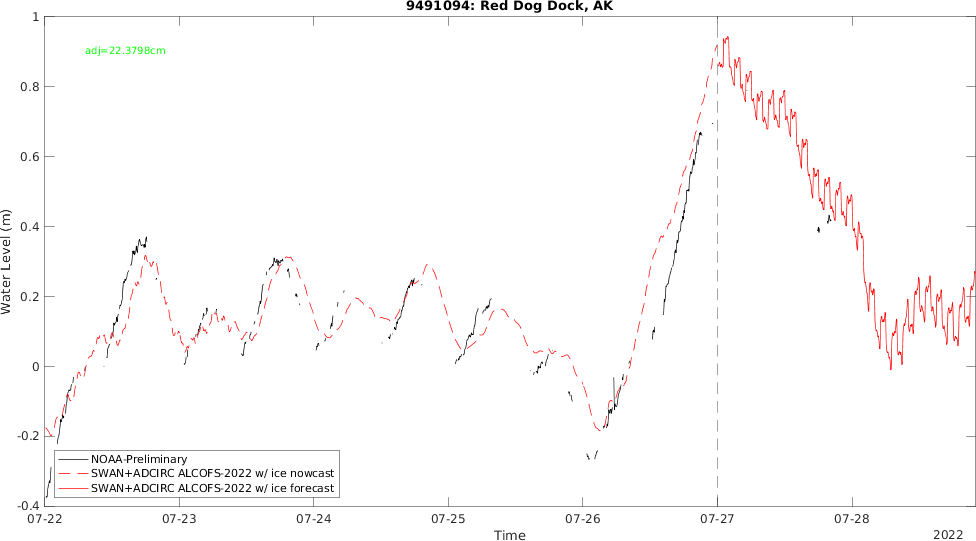 9491094: Red Dog Dock, AK
adj=22.3798cm
1
0.8
0.6
0.4
0.2
0
-0.2
-0.4
Water Level (m)
NOAA-Preliminary
SWAN+ADCIRC ALCOFS-2022 w/ ice nowcast
SWAN+ADCIRC ALCOFS-2022 w/ ice forecast
07-22 07-23 07-24 07-25 07-26 07-27 07-28
Time
2022